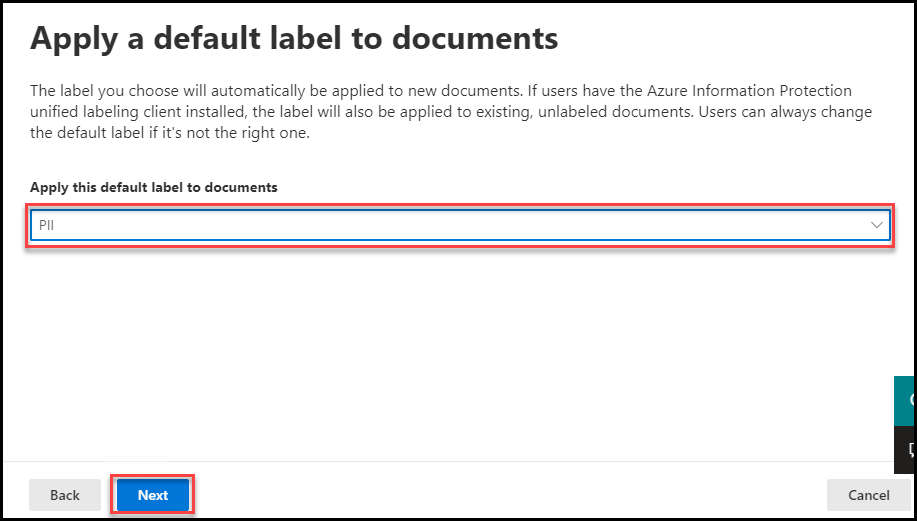 Apply a default label to documents
The label you choose will automatically be applied to new documents. If users have the Azure Information Protection
unified labeling client installed, the label will also be applied to existing, unlabeled documents. Users can always change
the default label if it's not the right one.
Apply this default label to documents
PII
Back
Next
Cancel